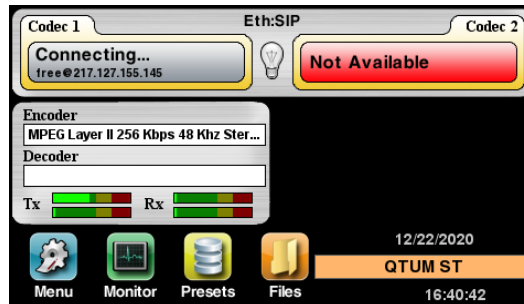 Codec 1
Eth:SIP
Codec 2
Connecting...
free@217.127.155.145
Not Available
Encoder
MPEG Layer II 256 Kbps 48 Khz Ster...
Decoder
Tx
Rx
12/22/2020
QTUM ST
Menu
Monitor
Presets
Files
16:40:42